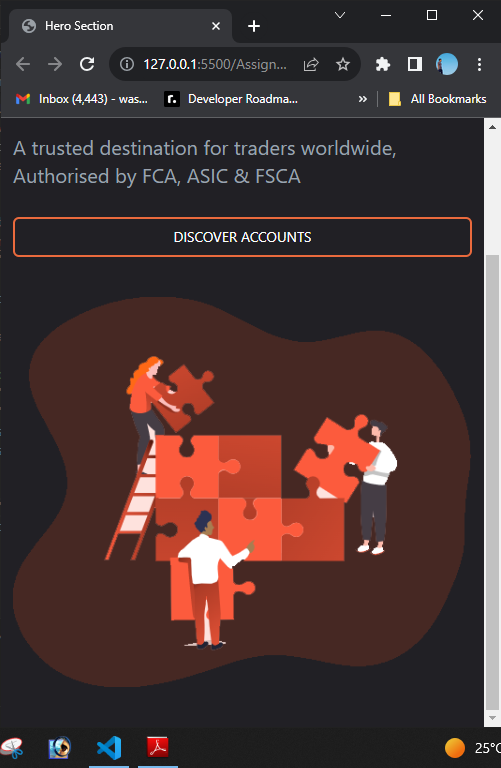 Hero Section
127.0.0.1:5500/Assign...
Inbox (4,443) - was...
r.
Developer Roadma...
»
All Bookmarks
A trusted destination for traders worldwide,
Authorised by FCA, ASIC & FSCA
DISCOVER ACCOUNTS
25°C